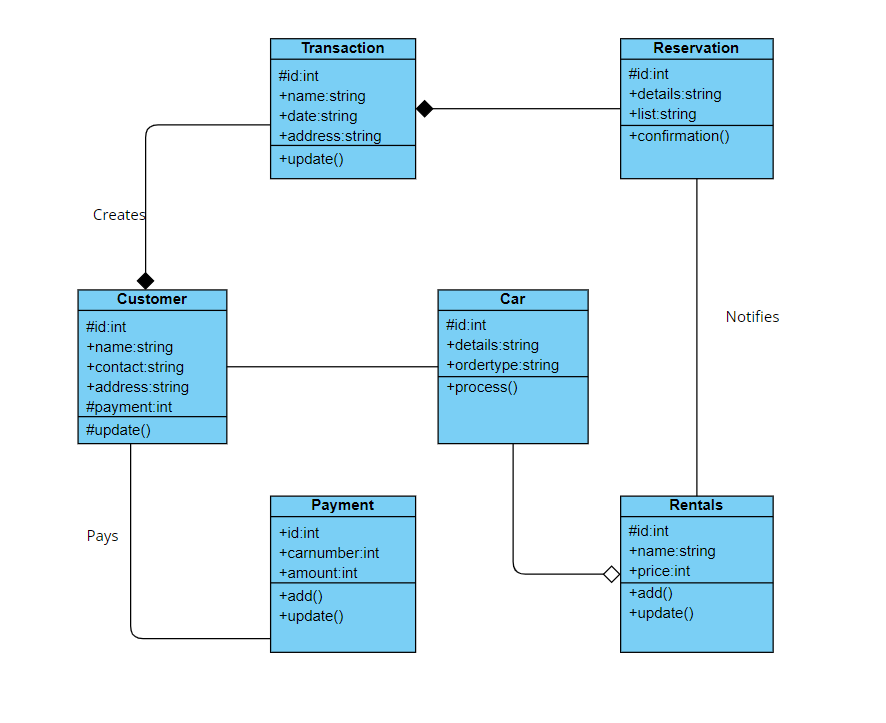 Transaction
#id:int
+name:string
+date:string
+address:string
+update()
Reservation
#id:int
+details:string
+list:string
+confirmation()
Creates
Customer
#id:int
+name:string
+contact:string
+address:string
#payment:int
#update()
Car
#id:int
+details:string
+ordertype:string
+process()
Notifies
Pays
Payment
+id:int
+carnumber:int
+amount:int
+add()
+update()
Rentals
#id:int
+name:string
+price:int
+add()
+update()